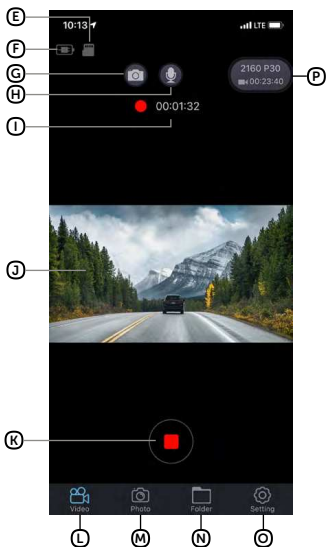 E
10:13 LTE
F
G
2160 P30
00:23:40
P
H
00:01:32
I
J
K
Video Photo Folder Setting
L M N O